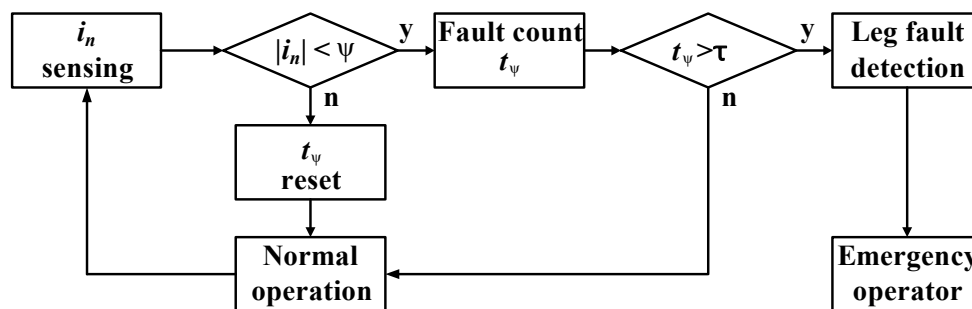 i_n
sensing
|i_n| < ψ
y
n
Fault count
t_ψ
t_ψ>τ
y
n
Leg fault
detection
t_ψ
reset
Normal
operation
Emergency
operator